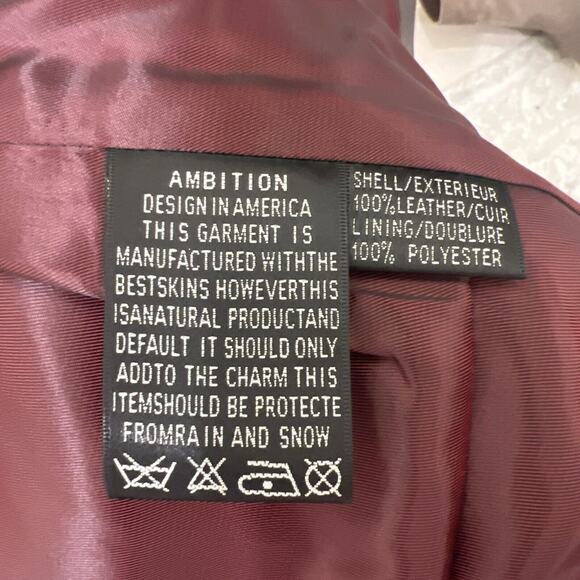 AMBITION
DESIGN IN AMERICA
THIS GARMENT IS
MANUFACTURED WITHTHE
BESTSKINS HOWEVERTHIS
ISANATURAL PRODUCTAND
DEFAULT IT SHOULD ONLY
ADDTO THE CHARM THIS
ITEMSHOULD BE PROTECTE
FROMRAIN AND SNOW
SHELL/EXTERIEUR
100%LEATHER/CUIR
LINING/DOUBLURE
100% POLYESTER